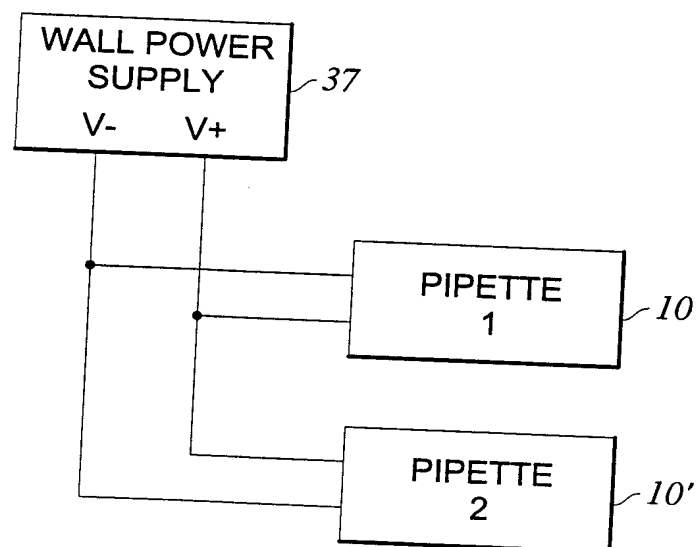 WALL POWER
SUPPLY
V- V+
37
PIPETTE
1
10
PIPETTE
2
10'